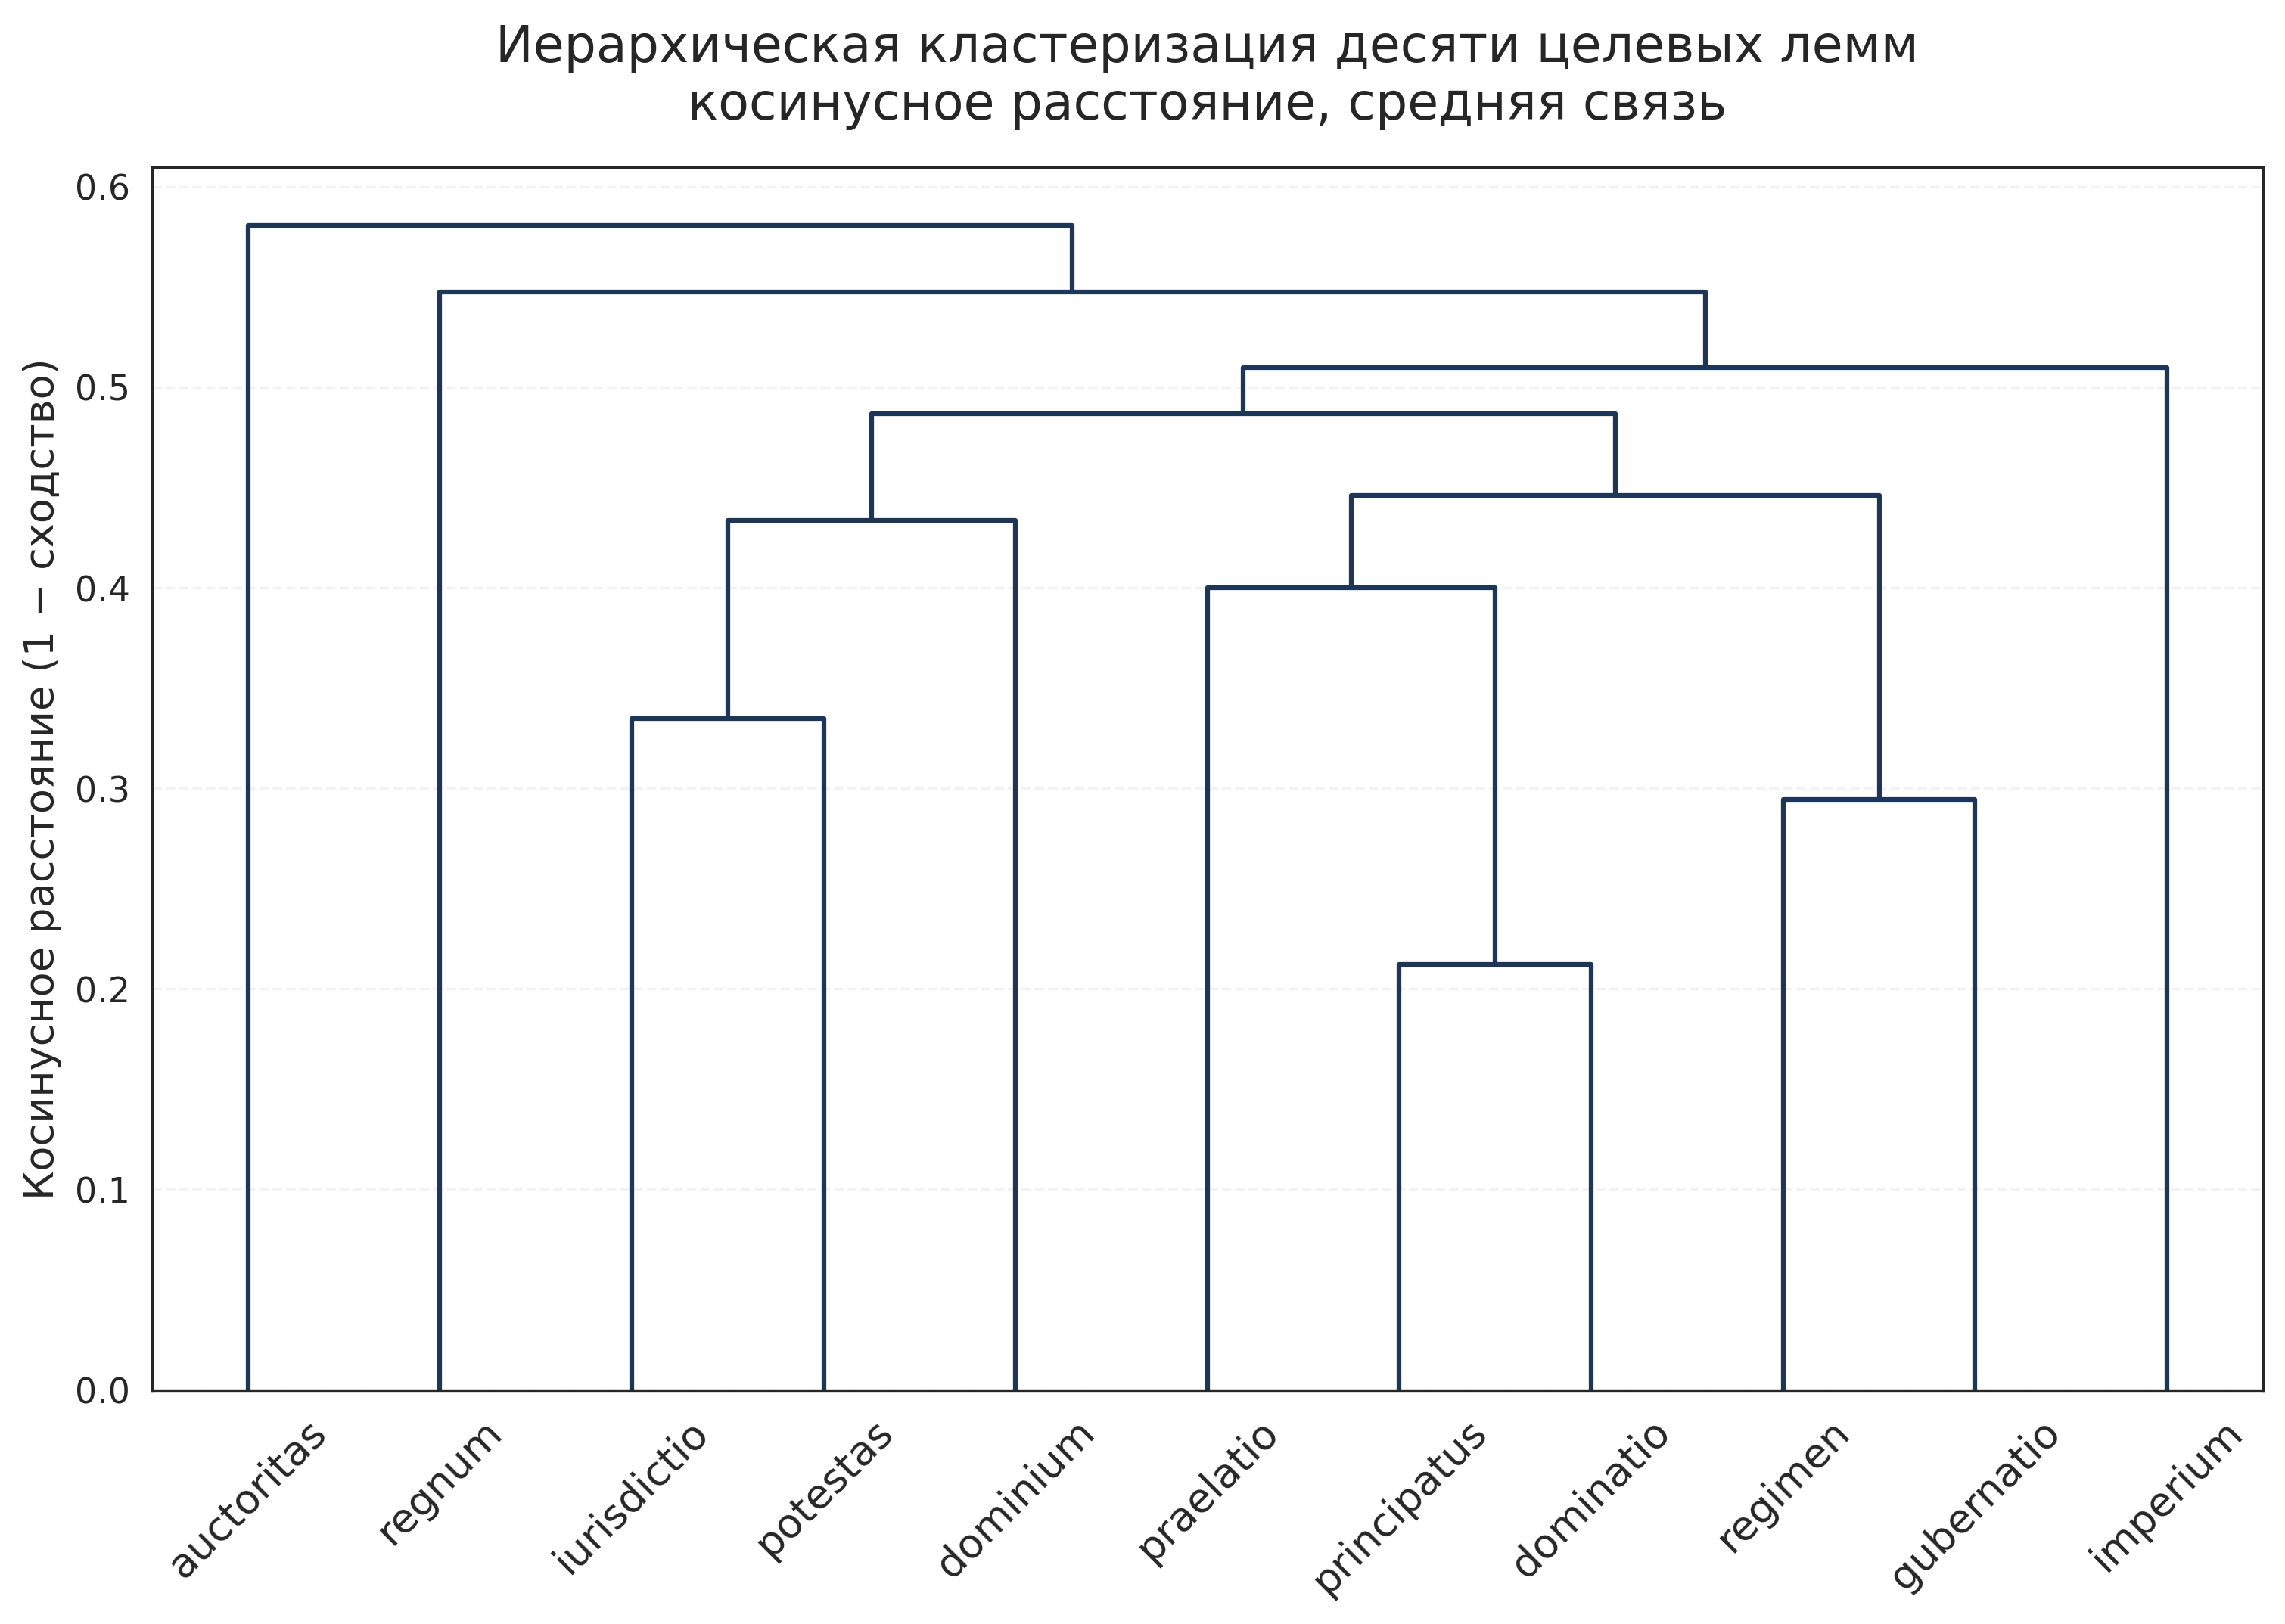 Иерархическая кластеризация десяти целевых лемм
косинусное расстояние, средняя связь
Косинусное расстояние (1 − сходство)
0.6
0.5
0.4
0.3
0.2
0.1
0.0
auctoritas
regnum
iurisdictio
potestas
dominium
praelatio
principatus
dominatio
regimen
gubernatio
imperium